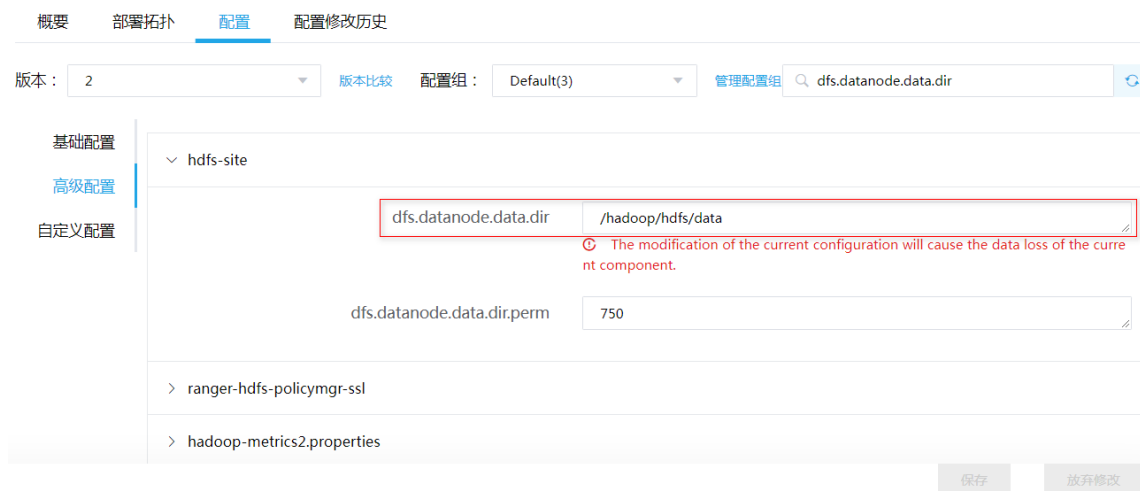 概要 部署拓扑 配置 配置修改历史
版本： 2 版本比较 配置组： Default(3) 管理配置组 dfs.datanode.data.dir
基础配置
hdfs-site
高级配置
dfs.datanode.data.dir /hadoop/hdfs/data
自定义配置
The modification of the current configuration will cause the data loss of the curre
nt component.
dfs.datanode.data.dir.perm 750
ranger-hdfs-policymgr-ssl
hadoop-metrics2.properties
保存 放弃修改